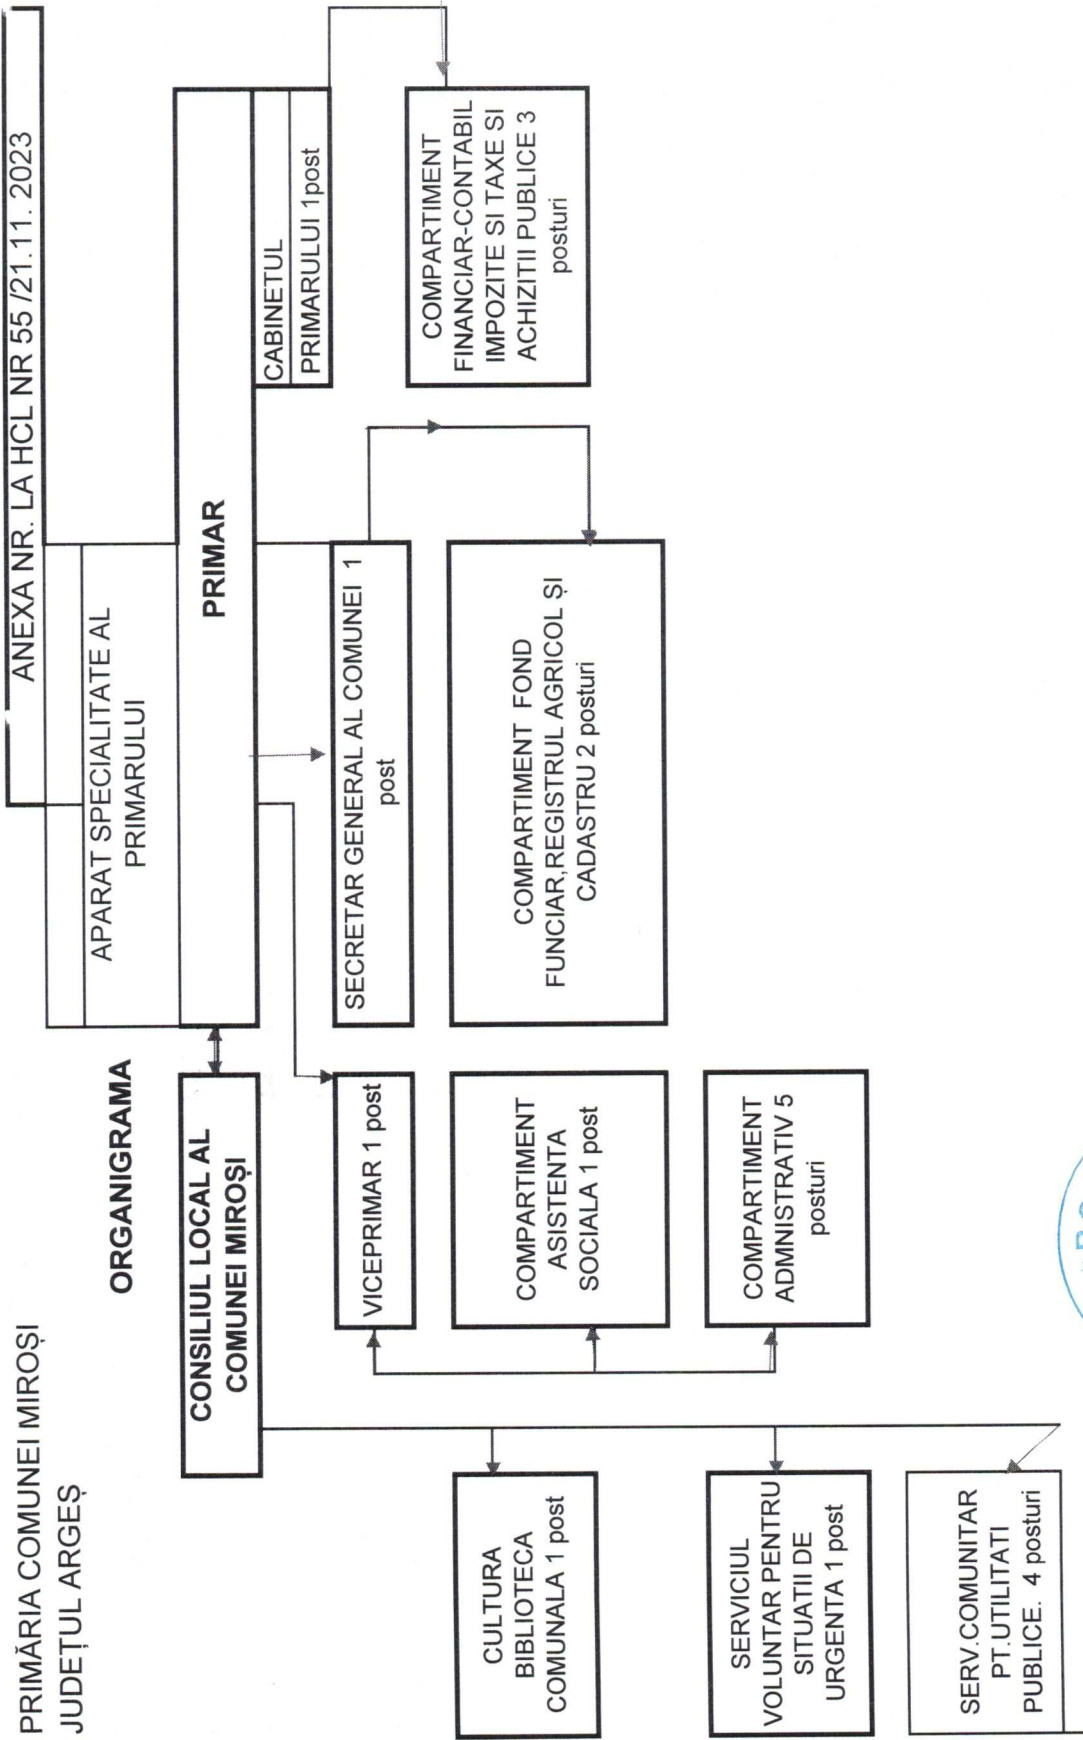 PRIMĂRIA COMUNEI MIROȘI
JUDEȚUL ARGEȘ
ANEXA NR. LA HCL NR 55 /21.11. 2023
ORGANIGRAMA
APARAT SPECIALITATE AL
PRIMARULUI
CONSILIUL LOCAL AL
COMUNEI MIROȘI
PRIMAR
CABINETUL
PRIMARULUI 1post
VICEPRIMAR 1 post
SECRETAR GENERAL AL COMUNEI 1
post
COMPARTIMENT
FINANCIAR-CONTABIL
IMPOZITE SI TAXE SI
ACHIZITII PUBLICE 3
posturi
CULTURA
BIBLIOTECA
COMUNALA 1 post
COMPARTIMENT
ASISTENTA
SOCIALA 1 post
COMPARTIMENT FOND
FUNCIAR,REGISTRUL AGRICOL ȘI
CADASTRU 2 posturi
SERVICIUL
VOLUNTAR PENTRU
SITUATII DE
URGENTA 1 post
COMPARTIMENT
ADMNISTRATIV 5
posturi
SERV.COMUNITAR
PT.UTILITATI
PUBLICE. 4 posturi